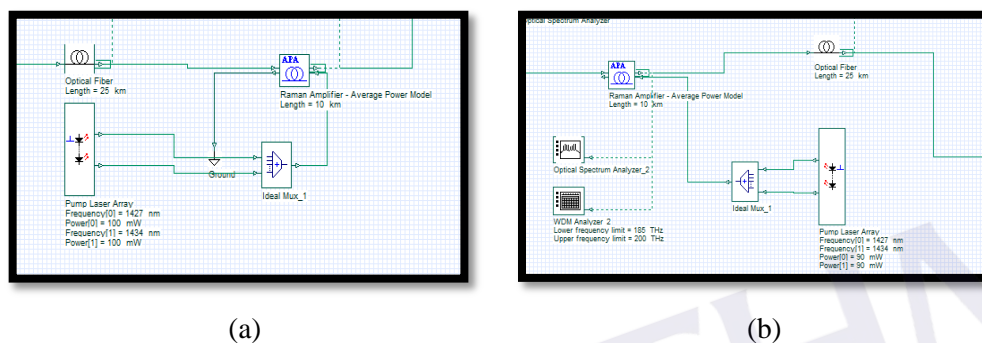 Optical Fiber
Length = 25 km
APA
Raman Amplifier - Average Power Model
Length = 10 km
Ground
Ideal Mux_1
Pump Laser Array
Frequency[0] = 1427 nm
Power[0] = 100 mW
Frequency[1] = 1434 nm
Power[1] = 100 mW
(a)
Optical Spectrum Analyzer
APA
Raman Amplifier - Average Power Model
Length = 10 km
Optical Fiber
Length = 25 km
Optical Spectrum Analyzer_2
WDM Analyzer_2
Lower frequency limit = 185 THz
Upper frequency limit = 200 THz
Ideal Mux_1
Pump Laser Array
Frequency[0] = 1427 nm
Frequency[1] = 1434 nm
Power[0] = 90 mW
Power[1] = 90 mW
(b)